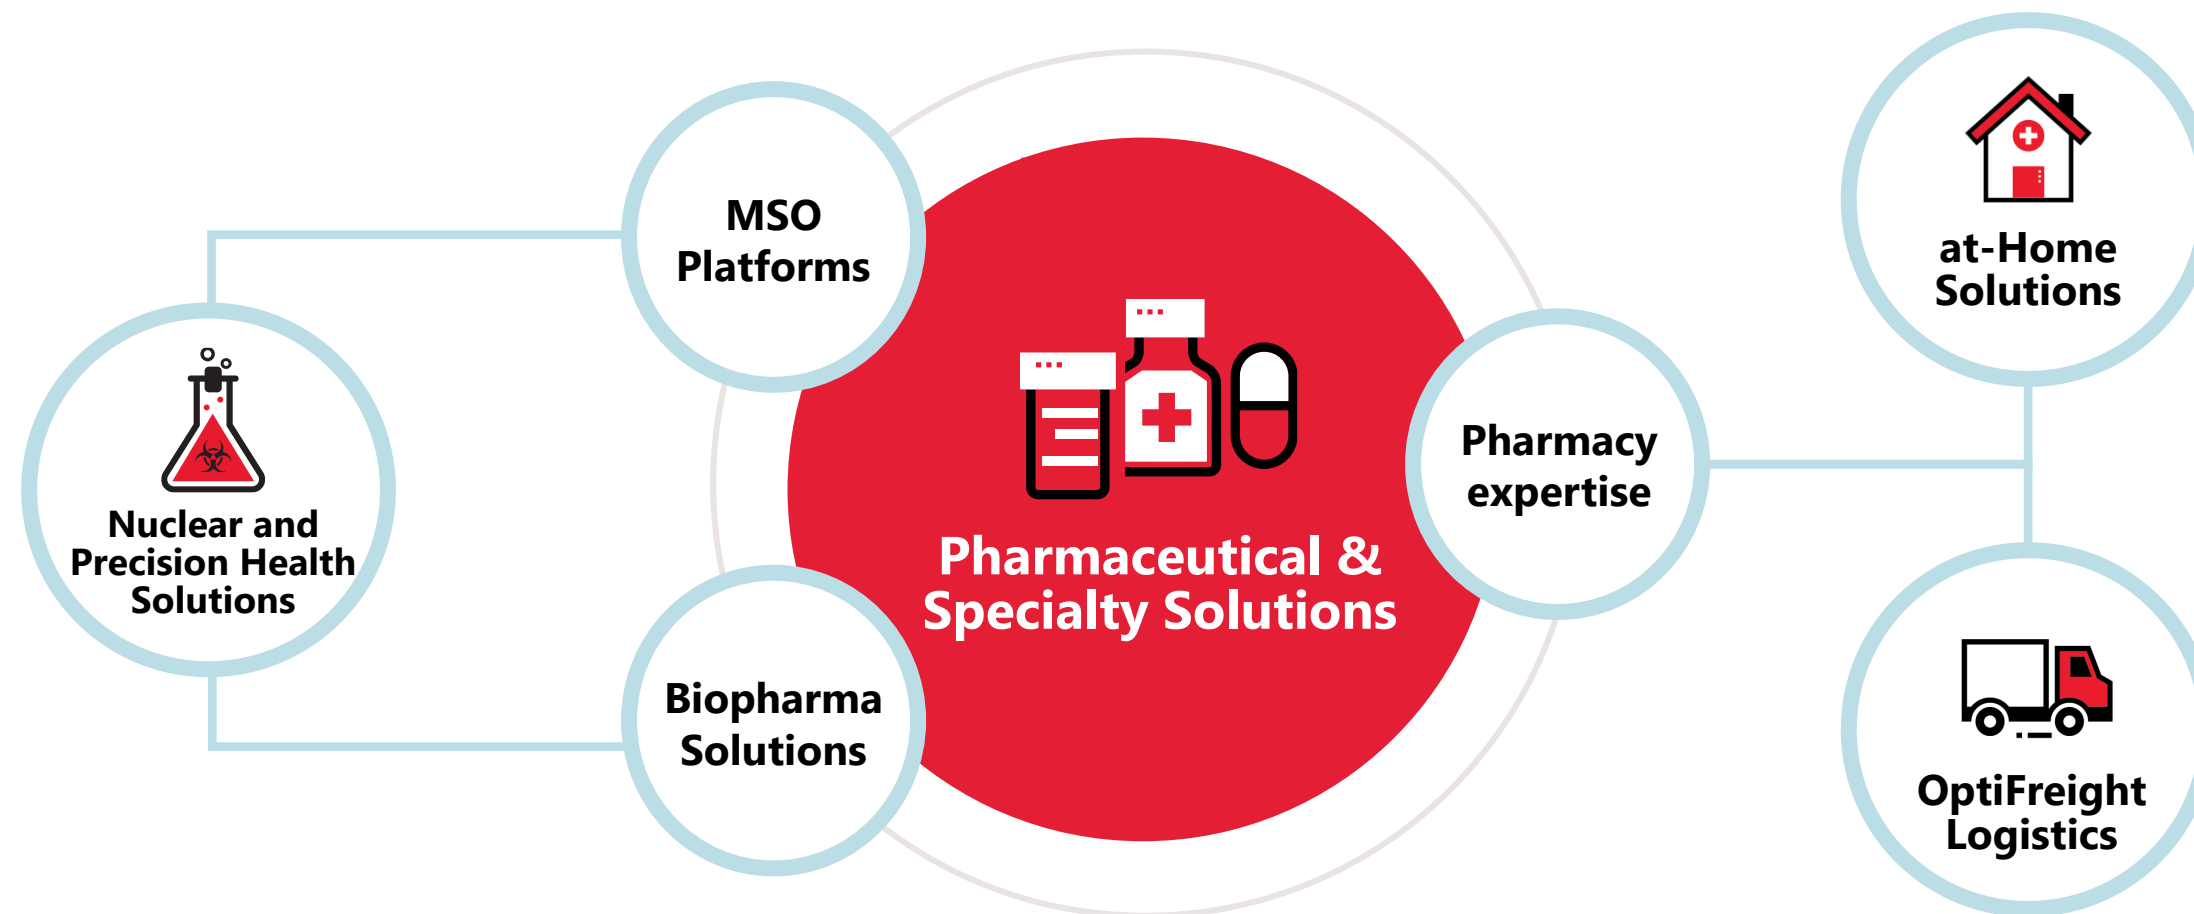 MSO
Platforms
Nuclear and
Precision Health
Solutions
Biopharma
Solutions
Pharmaceutical &
Specialty Solutions
Pharmacy
expertise
at-Home
Solutions
OptiFreight
Logistics